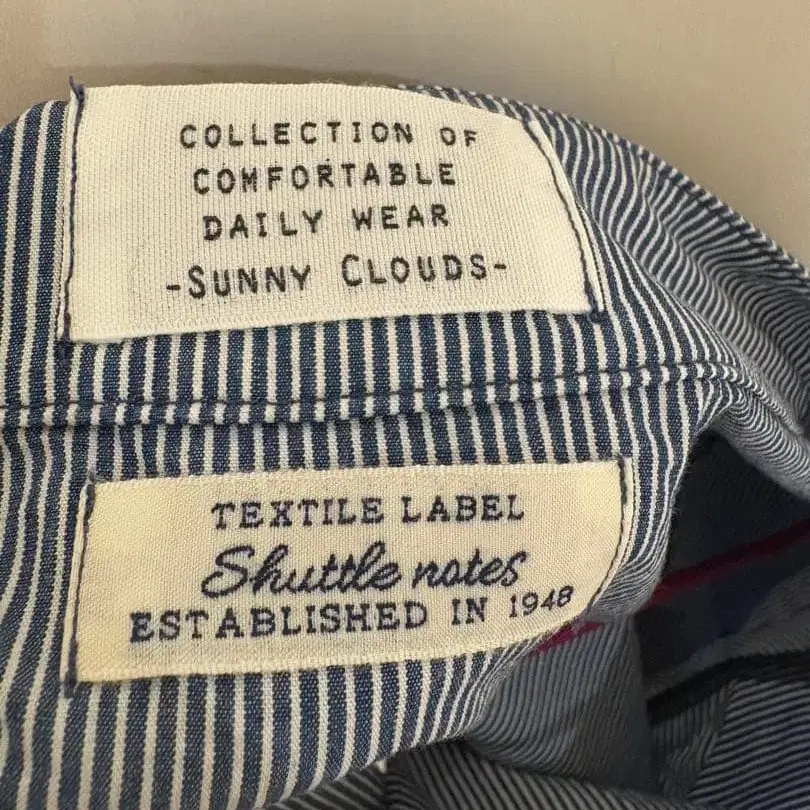 COLLECTION OF
COMFORTABLE
DAILY WEAR
-SUNNY CLOUDS-
TEXTILE LABEL
Shuttle notes
ESTABLISHED IN 1948